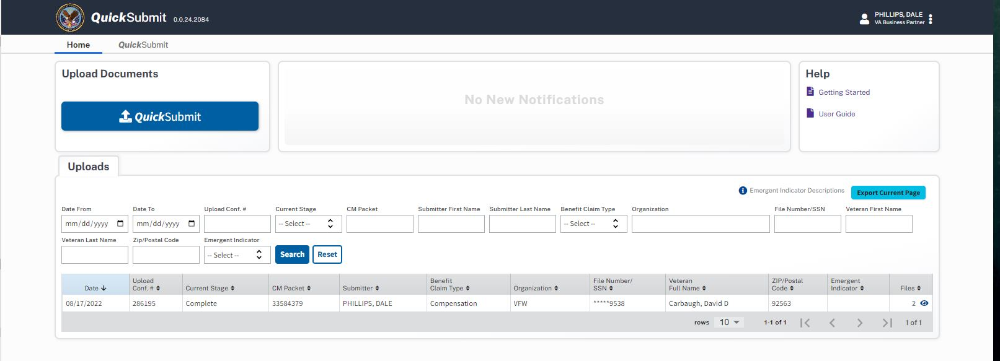 QuickSubmit 0.0.24.2084
PHILLIPS, DALE
VA Business Partner
Home QuickSubmit
Upload Documents
QuickSubmit
No New Notifications
Help
Getting Started
User Guide
Uploads
Emergent Indicator Descriptions Export Current Page
Date From Date To Upload Conf. # Current Stage CM Packet Submitter First Name Submitter Last Name Benefit Claim Type Organization File Number/SSN Veteran First Name
mm/dd/yyyy mm/dd/yyyy -- Select -- -- Select --
Veteran Last Name Zip/Postal Code Emergent Indicator
-- Select -- Search Reset
Date Upload Conf. # Current Stage CM Packet Submitter Benefit Claim Type Organization File Number/ SSN Veteran Full Name ZIP/Postal Code Emergent Indicator Files
08/17/2022 286195 Complete 33584379 PHILLIPS, DALE Compensation VFW *****9538 Carbaugh, David D 92563 2
rows 10 1-1 of 1 1 of 1